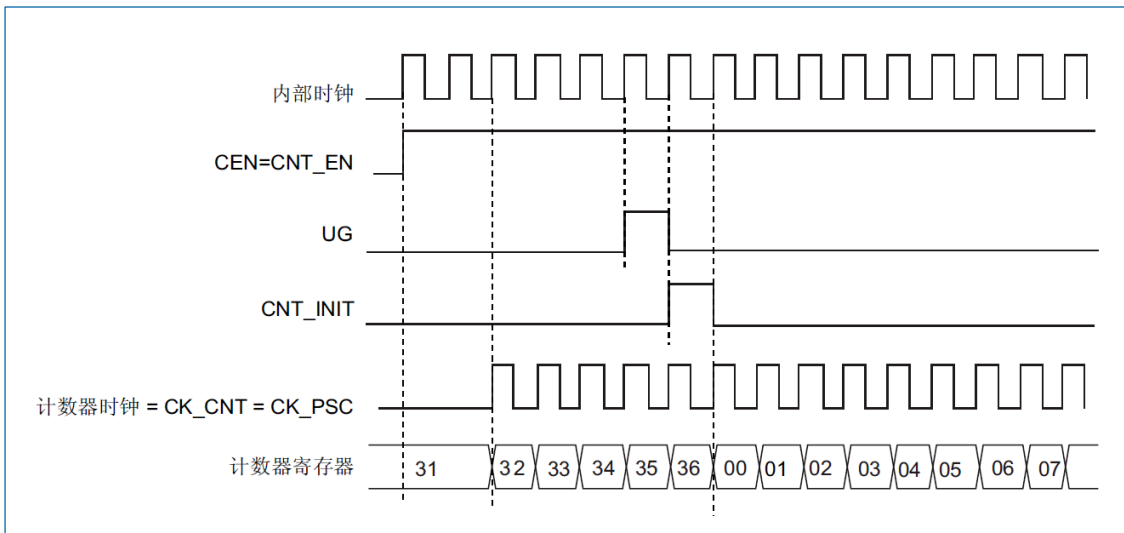 内部时钟
CEN=CNT_EN
UG
CNT_INIT
计数器时钟 = CK_CNT = CK_PSC
计数器寄存器 31 32 33 34 35 36 00 01 02 03 04 05 06 07